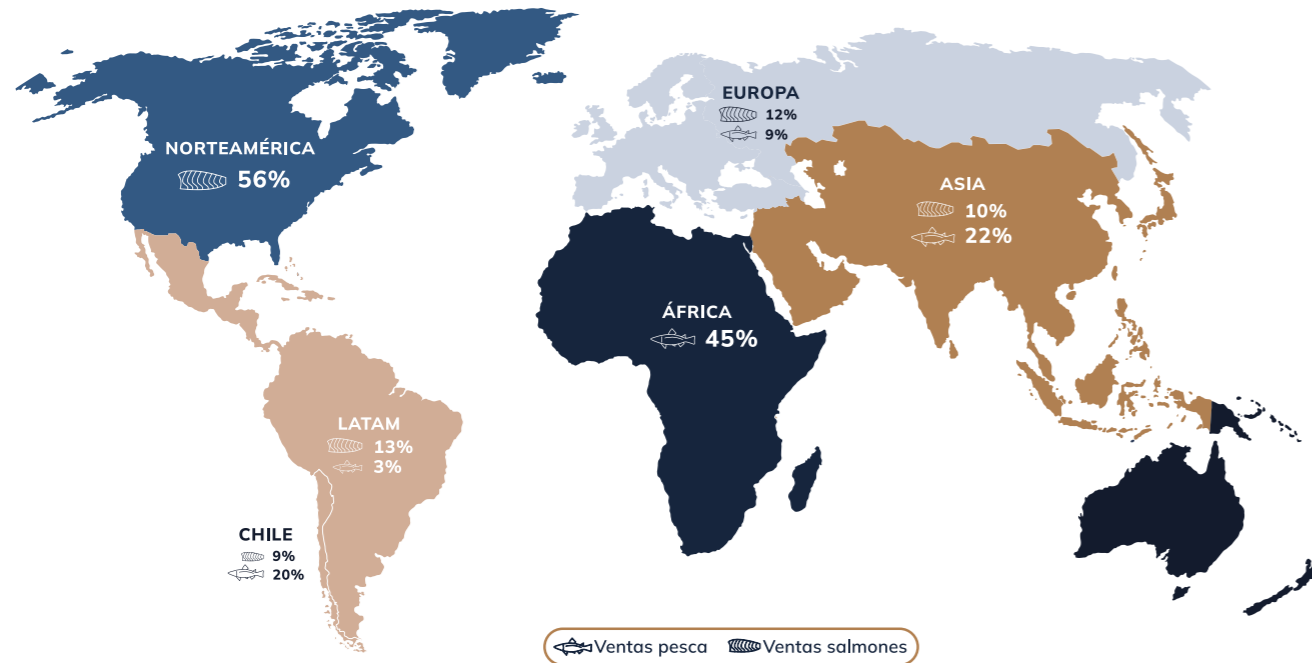 NORTEAMÉRICA
56%
EUROPA
12%
9%
ASIA
10%
22%
ÁFRICA
45%
LATAM
13%
3%
CHILE
9%
20%
Ventas pesca Ventas salmones